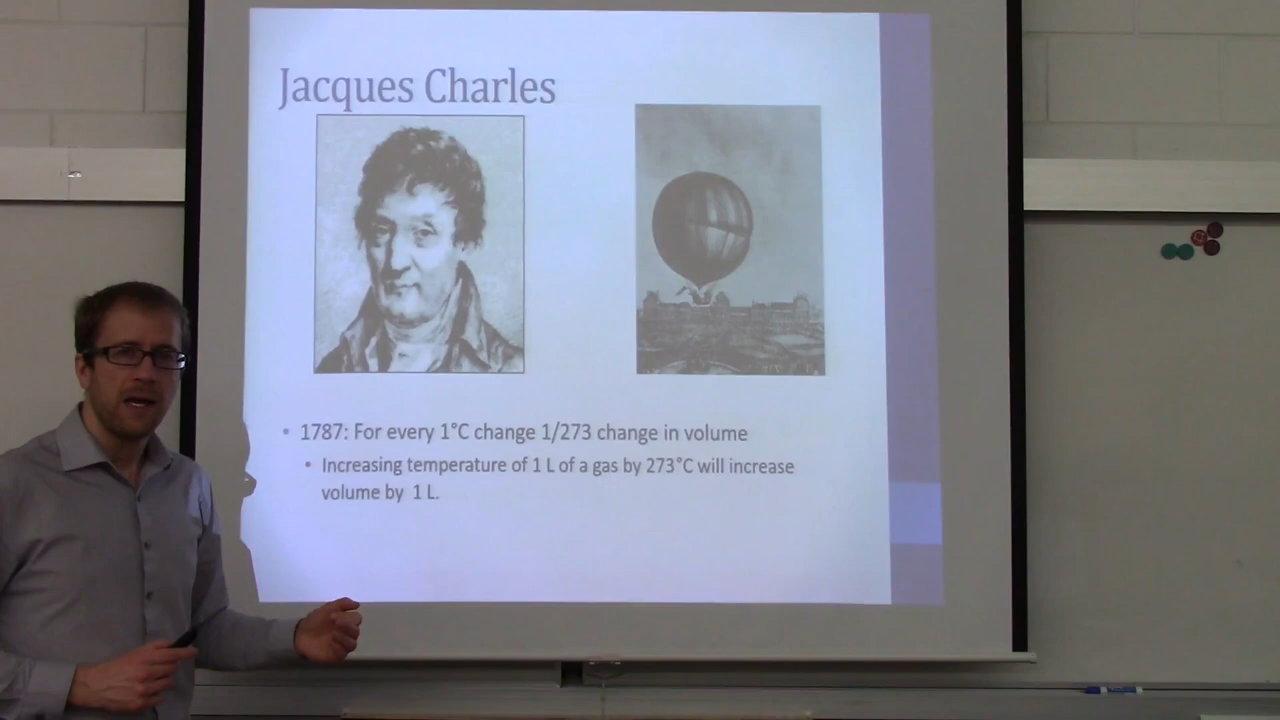 Jacques Charles
• 1787: For every 1°C change 1/273 change in volume
• Increasing temperature of 1 L of a gas by 273°C will increase
volume by 1 L.